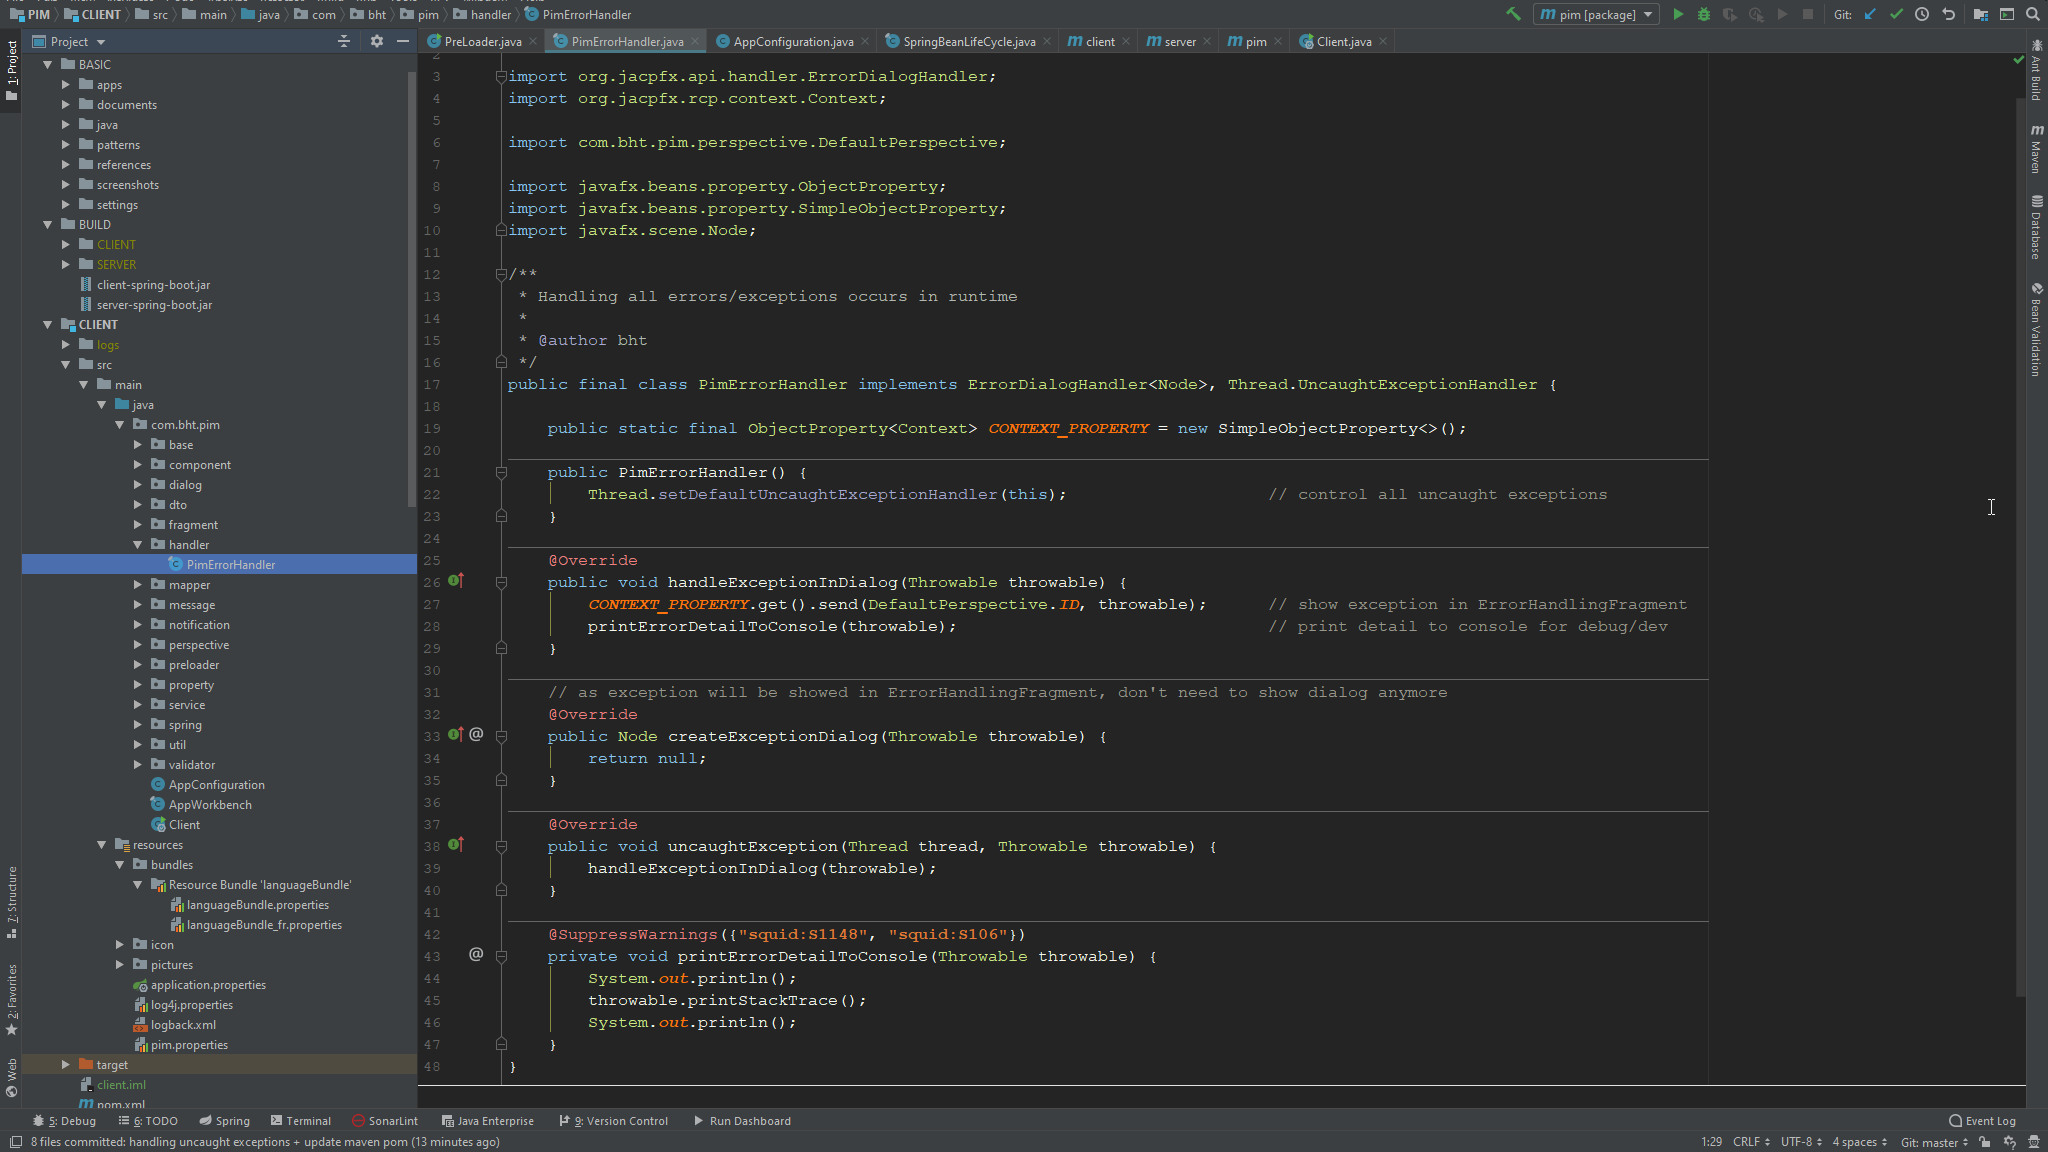 PIM CLIENT src main java com bht pim handler PimErrorHandler
pim [package] Git:
1: Project
Project
PreLoader.java PimErrorHandler.java AppConfiguration.java SpringBeanLifeCycle.java client server pim Client.java
BASIC
apps
documents
java
patterns
references
screenshots
settings
BUILD
CLIENT
SERVER
client-spring-boot.jar
server-spring-boot.jar
CLIENT
logs
src
main
java
com.bht.pim
base
component
dialog
dto
fragment
handler
PimErrorHandler
mapper
message
notification
perspective
preloader
property
service
spring
util
validator
AppConfiguration
AppWorkbench
Client
resources
bundles
Resource Bundle 'languageBundle'
languageBundle.properties
languageBundle_fr.properties
icon
pictures
application.properties
log4j.properties
logback.xml
pim.properties
target
client.iml
pom.xml
7: Structure
2: Favorites
Web
2
3 import org.jacpfx.api.handler.ErrorDialogHandler;
4 import org.jacpfx.rcp.context.Context;
5
6 import com.bht.pim.perspective.DefaultPerspective;
7
8 import javafx.beans.property.ObjectProperty;
9 import javafx.beans.property.SimpleObjectProperty;
10 import javafx.scene.Node;
11
12 /**
13 * Handling all errors/exceptions occurs in runtime
14 *
15 * @author bht
16 */
17 public final class PimErrorHandler implements ErrorDialogHandler<Node>, Thread.UncaughtExceptionHandler {
18
19 public static final ObjectProperty<Context> CONTEXT_PROPERTY = new SimpleObjectProperty<>();
20
21 public PimErrorHandler() {
22 Thread.setDefaultUncaughtExceptionHandler(this); // control all uncaught exceptions
23 }
24
25 @Override
26 public void handleExceptionInDialog(Throwable throwable) {
27 CONTEXT_PROPERTY.get().send(DefaultPerspective.ID, throwable); // show exception in ErrorHandlingFragment
28 printErrorDetailToConsole(throwable); // print detail to console for debug/dev
29 }
30
31 // as exception will be showed in ErrorHandlingFragment, don't need to show dialog anymore
32 @Override
33 @ public Node createExceptionDialog(Throwable throwable) {
34 return null;
35 }
36
37 @Override
38 public void uncaughtException(Thread thread, Throwable throwable) {
39 handleExceptionInDialog(throwable);
40 }
41
42 @SuppressWarnings({"squid:S1148", "squid:S106"})
43 @ private void printErrorDetailToConsole(Throwable throwable) {
44 System.out.println();
45 throwable.printStackTrace();
46 System.out.println();
47 }
48 }
Ant Build
Maven
Database
Bean Validation
5: Debug 6: TODO Spring Terminal SonarLint Java Enterprise 9: Version Control Run Dashboard Event Log
8 files committed: handling uncaught exceptions + update maven pom (13 minutes ago) 1:29 CRLF UTF-8 4 spaces Git: master